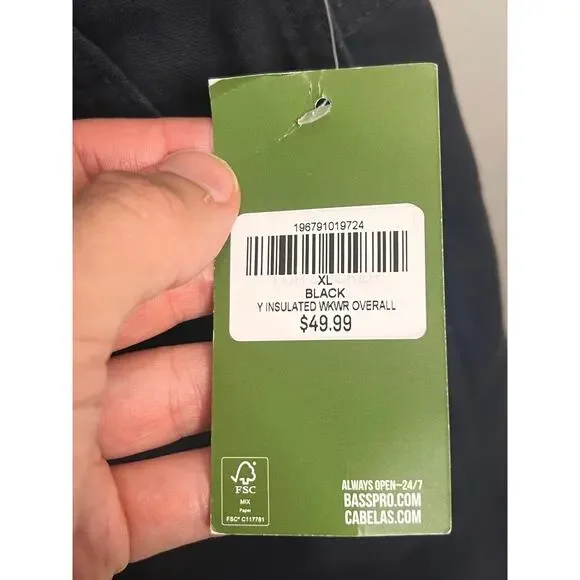 196791019724
XL
BLACK
Y INSULATED WKWR OVERALL
$49.99
FSC
MIX
Paper
FSC® C117781
ALWAYS OPEN–24/7
BASSPRO.COM
CABELAS.COM